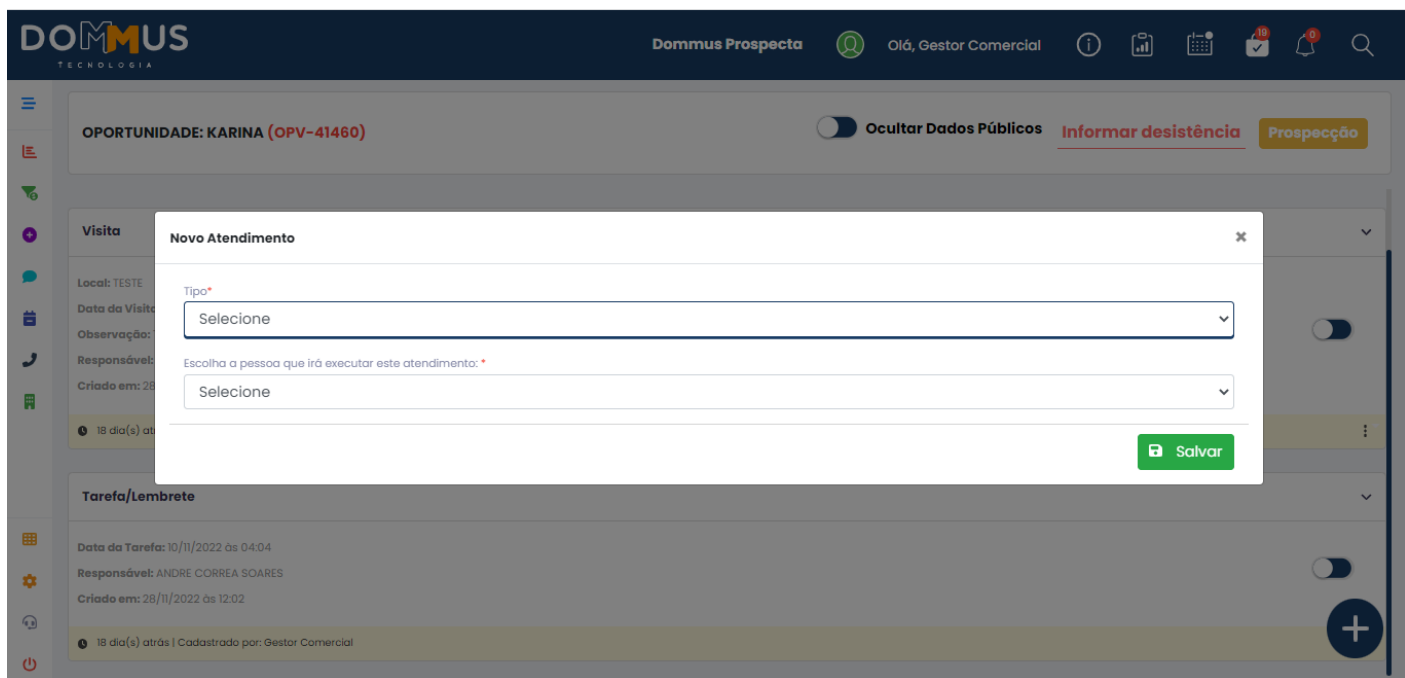 DOMMUS
TECNOLOGIA
Dommus Prospecta
Olá, Gestor Comercial
19
0
OPORTUNIDADE: KARINA (OPV-41460)
Ocultar Dados Públicos
Informar desistência
Prospecção
Visita
Novo Atendimento
Local: TESTE
Data da Visita
Observação:
Responsável:
Criado em: 28
18 dia(s) at
Tipo*
Selecione
Escolha a pessoa que irá executar este atendimento: *
Selecione
Salvar
Tarefa/Lembrete
Data da Tarefa: 10/11/2022 às 04:04
Responsável: ANDRE CORREA SOARES
Criado em: 28/11/2022 às 12:02
18 dia(s) atrás | Cadastrado por: Gestor Comercial